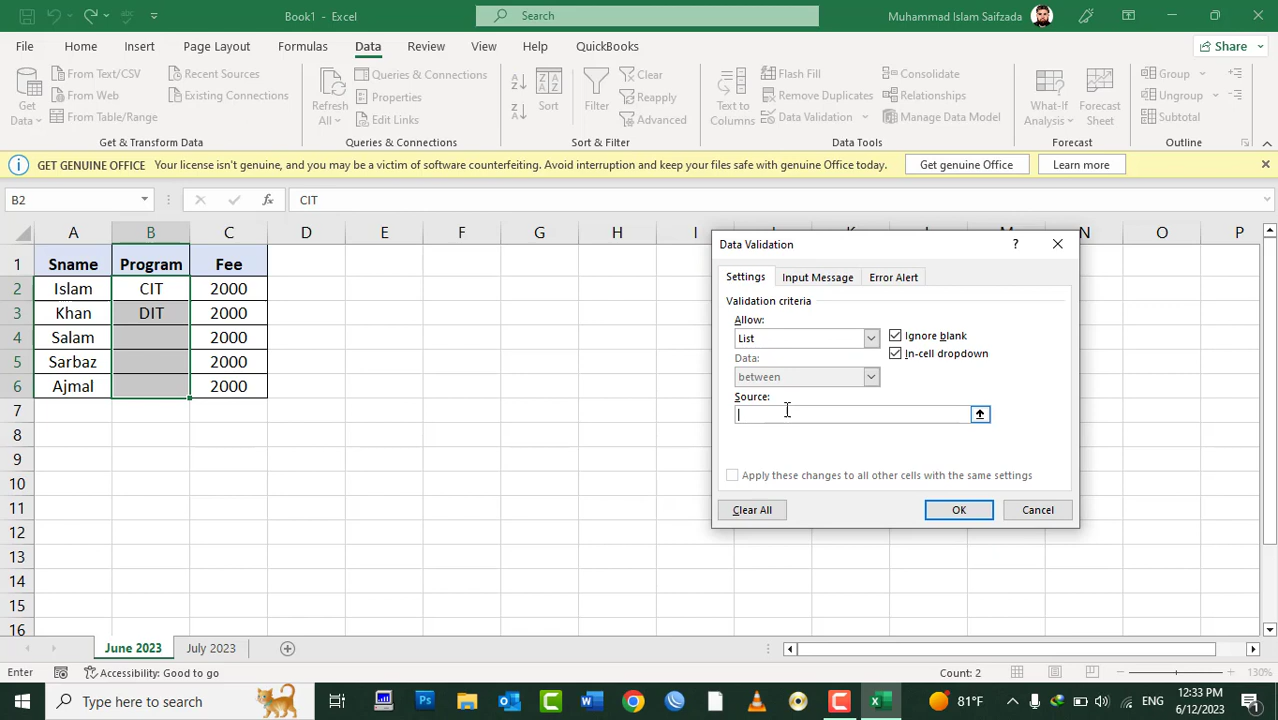 Book1 - Excel
Search
Muhammad Islam Saifzada
File Home Insert Page Layout Formulas Data Review View Help QuickBooks Share
Get Data
From Text/CSV
From Web
From Table/Range
Recent Sources
Existing Connections
Get & Transform Data
Refresh All
Queries & Connections
Properties
Edit Links
Queries & Connections
Sort
Filter
Clear
Reapply
Advanced
Sort & Filter
Text to Columns
Flash Fill
Remove Duplicates
Data Validation
Consolidate
Relationships
Manage Data Model
Data Tools
What-If Analysis
Forecast Sheet
Forecast
Group
Ungroup
Subtotal
Outline
GET GENUINE OFFICE Your license isn't genuine, and you may be a victim of software counterfeiting. Avoid interruption and keep your files safe with genuine Office today. Get genuine Office Learn more
B2 fx CIT
A B C D E F G H I N O P
1 Sname Program Fee
2 Islam CIT 2000
3 Khan DIT 2000
4 Salam 2000
5 Sarbaz 2000
6 Ajmal 2000
7
8
9
10
11
12
13
14
15
16
Data Validation ?
Settings Input Message Error Alert
Validation criteria
Allow:
List
Ignore blank
In-cell dropdown
Data:
between
Source:
Apply these changes to all other cells with the same settings
Clear All OK Cancel
June 2023 July 2023
Enter Accessibility: Good to go Count: 2 130%
Type here to search
81°F ENG 12:33 PM
6/12/2023